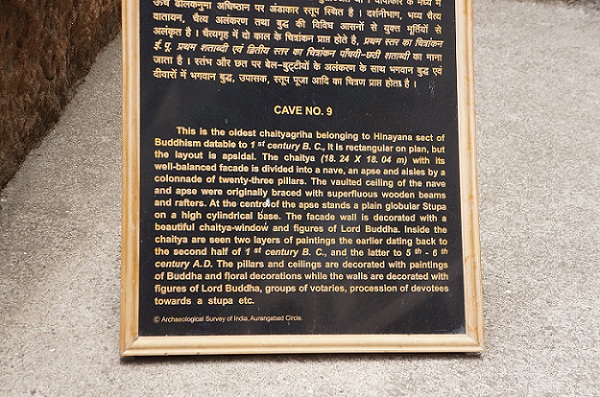 ऊँचे ढोलकनुमा अधिष्ठान पर अंडाकार स्तूप स्थित है । दर्शनीभाग, भव्य चैत्य
वातायन, चैत्य अलंकरण तथा बुद्ध की विविध आसनों से युक्त मूर्तियों से
अलंकृत है । चैत्यगृह में दो काल के चित्रांकन प्राप्त होते है, प्रथम स्तर का चित्रांकन
ई.पू. प्रथम शताब्दी एवं द्वितीय स्तर का चित्रांकन पाँचवी-छठी शताब्दी का माना
जाता है । स्तंभ और छत पर बेल-बुट्टीयों के अलंकरण के साथ भगवान बुद्ध एवं
दीवारों में भगवान बुद्ध, उपासक, स्तूप पूजा आदि का चित्रण प्राप्त होता है ।
CAVE NO. 9
This is the oldest chaityagriha belonging to Hinayana sect of
Buddhism datable to 1 st century B. C., It is rectangular on plan, but
the layout is apsidal. The chaitya (18. 24 X 18. 04 m) with its
well-balanced facade is divided into a nave, an apse and aisles by a
colonnade of twenty-three pillars. The vaulted ceiling of the nave
and apse were originally braced with superfluous wooden beams
and rafters. At the centre of the apse stands a plain globular Stupa
on a high cylindrical base. The facade wall is decorated with a
beautiful chaitya-window and figures of Lord Buddha. Inside the
chaitya are seen two layers of paintings the earlier dating back to
the second half of 1 st century B. C., and the latter to 5 th - 6 th
century A.D. The pillars and ceilings are decorated with paintings
of Buddha and floral decorations while the walls are decorated with
figures of Lord Buddha, groups of votaries, procession of devotees
towards a stupa etc.
© Archaeological Survey of India, Aurangabad Circle.